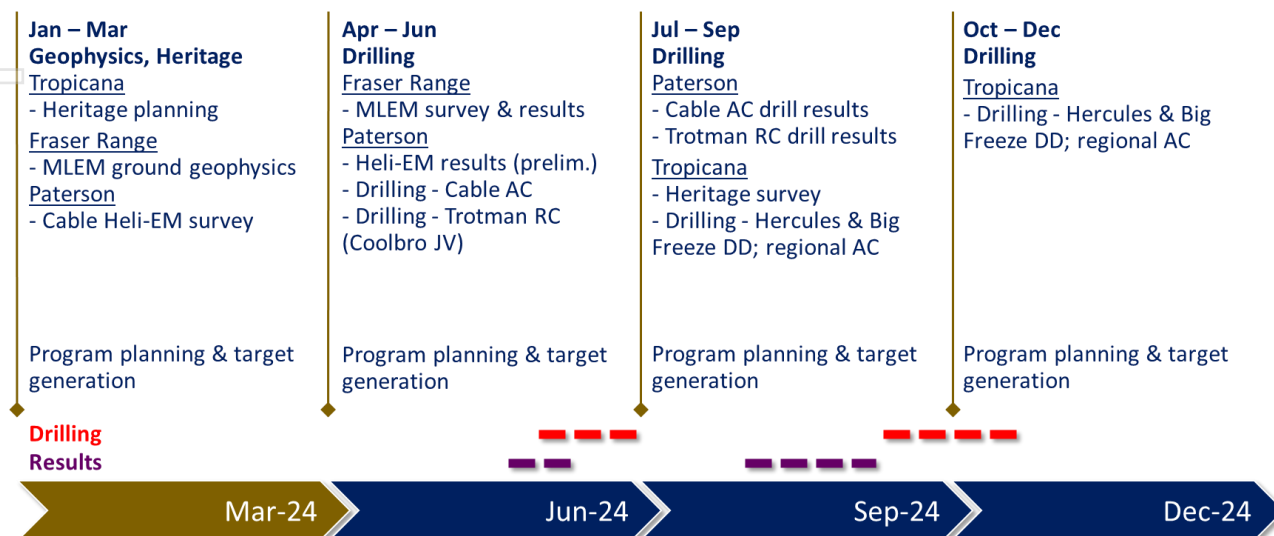 Jan – Mar
Geophysics, Heritage
Tropicana
- Heritage planning
Fraser Range
- MLEM ground geophysics
Paterson
- Cable Heli-EM survey
Program planning & target
generation
Apr – Jun
Drilling
Fraser Range
- MLEM survey & results
Paterson
- Heli-EM results (prelim.)
- Drilling - Cable AC
- Drilling - Trotman RC
(Coolbro JV)
Program planning & target
generation
Jul – Sep
Drilling
Paterson
- Cable AC drill results
- Trotman RC drill results
Tropicana
- Heritage survey
- Drilling - Hercules & Big
Freeze DD; regional AC
Program planning & target
generation
Oct – Dec
Drilling
Tropicana
- Drilling - Hercules & Big
Freeze DD; regional AC
Program planning & target
generation
Drilling
Results
Mar-24
Jun-24
Sep-24
Dec-24